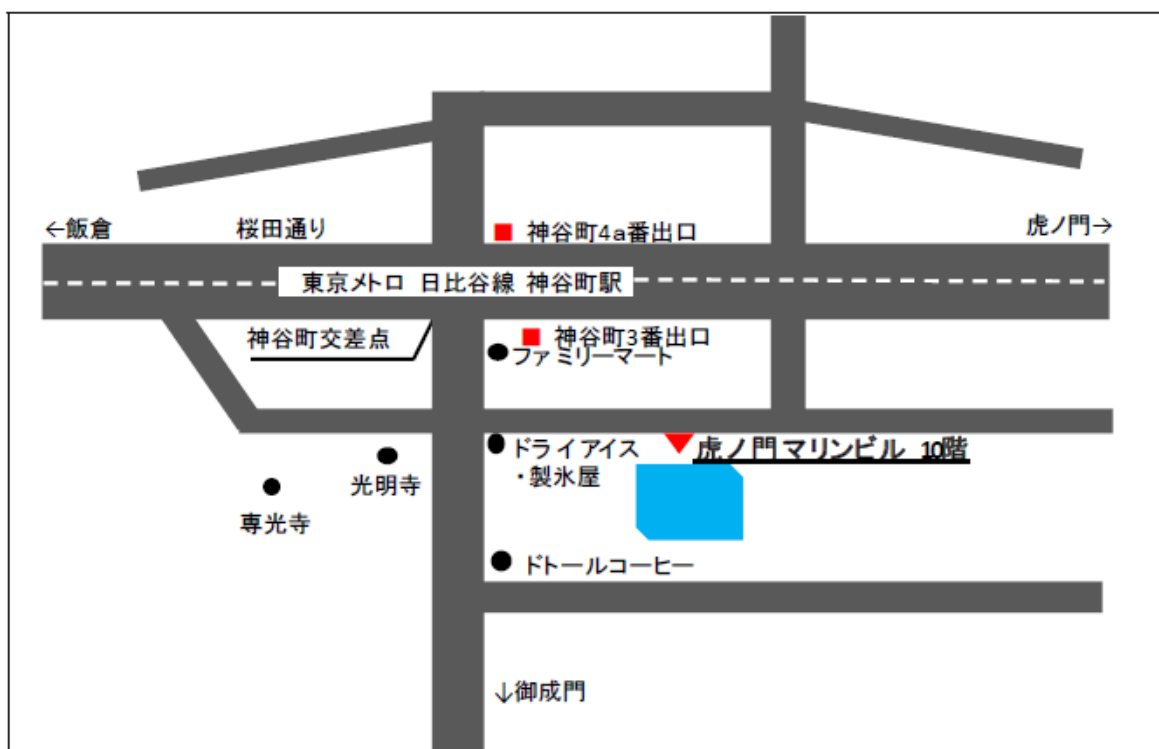 ←飯倉
桜田通り
神谷町4a番出口
虎ノ門→
東京メトロ 日比谷線 神谷町駅
神谷町交差点
神谷町3番出口
ファミリーマート
ドライアイス
・製氷屋
虎ノ門マリンビル 10階
光明寺
専光寺
ドトールコーヒー
↓御成門